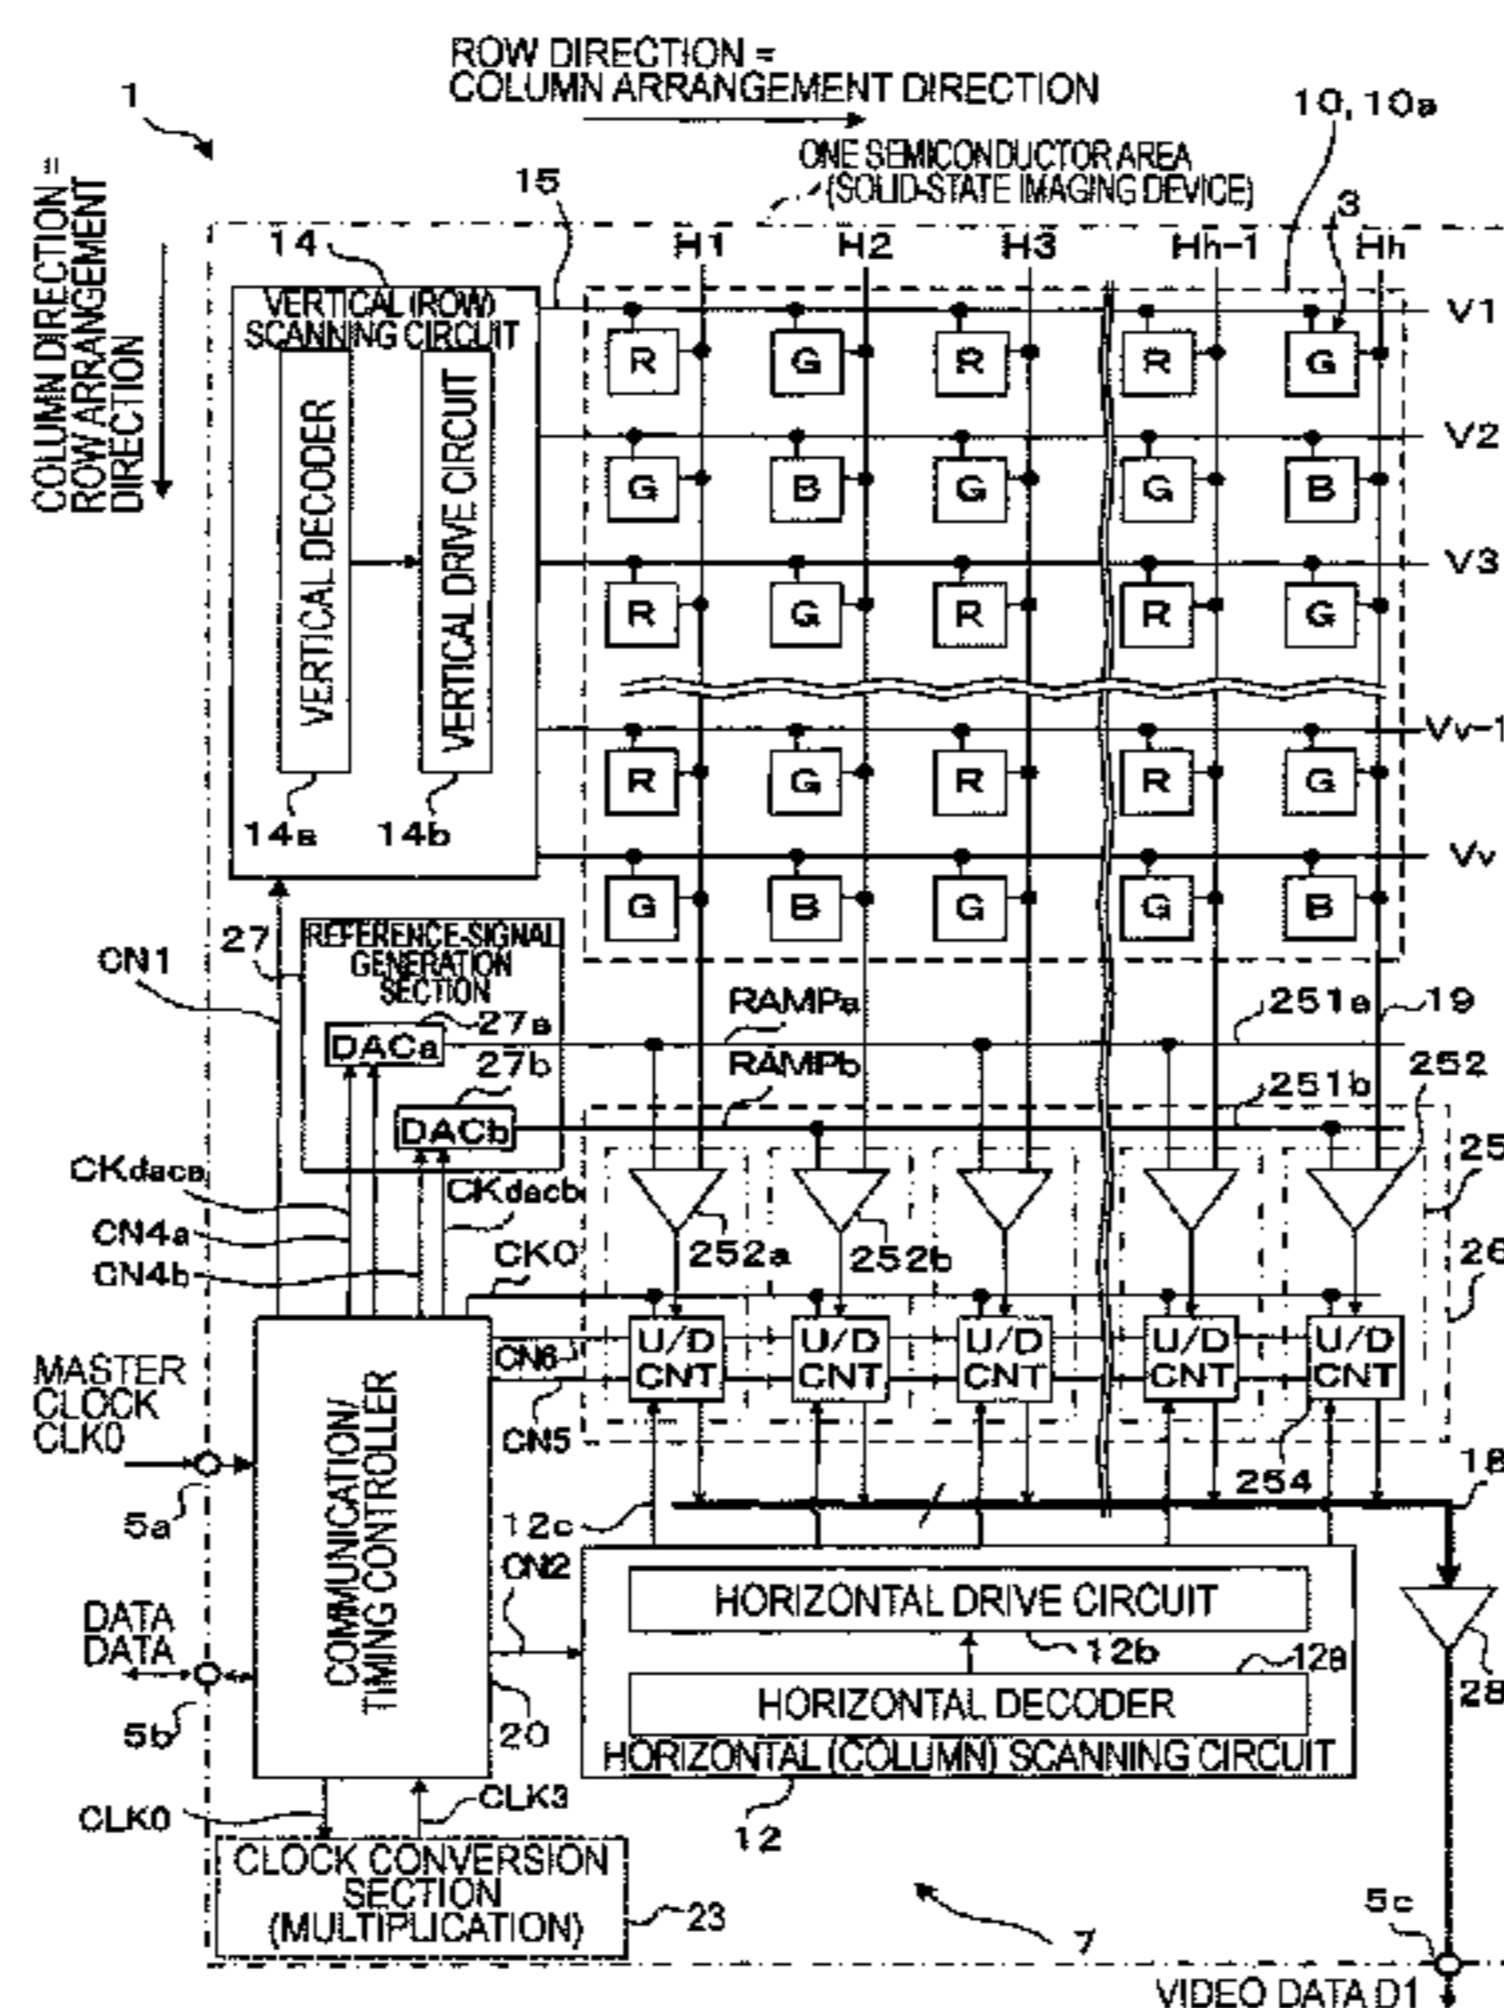 ROW DIRECTION =
COLUMN ARRANGEMENT DIRECTION
1
10, 10a
ONE SEMICONDUCTOR AREA
(SOLID-STATE IMAGING DEVICE)
COLUMN DIRECTION =
ROW ARRANGEMENT
DIRECTION
15
3
14
H1 H2 H3 Hh-1 Hh
VERTICAL (ROW)
SCANNING CIRCUIT
V1
R G R R G
VERTICAL DECODER
VERTICAL DRIVE CIRCUIT
V2
G B G G B
V3
R G R R G
Vv-1
R G R R G
14a 14b
Vv
G B G G B
27
REFERENCE-SIGNAL
GENERATION
SECTION
CN1
RAMPa
251a
19
27a
DACa
27b
RAMPb
251b
252
DACb
25
CKdaca
CKdacb
CN4a
252a
252b
CK0
26
CN4b
U/D U/D U/D U/D U/D
CN6
CNT CNT CNT CNT CNT
MASTER
CLOCK
CLK0
CN5
COMMUNICATION/
TIMING CONTROLLER
254
18
5a
12c
CN2
HORIZONTAL DRIVE CIRCUIT
DATA
DATA
12b
12a
28
HORIZONTAL DECODER
5b
20
HORIZONTAL (COLUMN) SCANNING CIRCUIT
CLK0
CLK3
12
CLOCK CONVERSION
SECTION
(MULTIPLICATION)
23
5c
7
VIDEO DATA D1